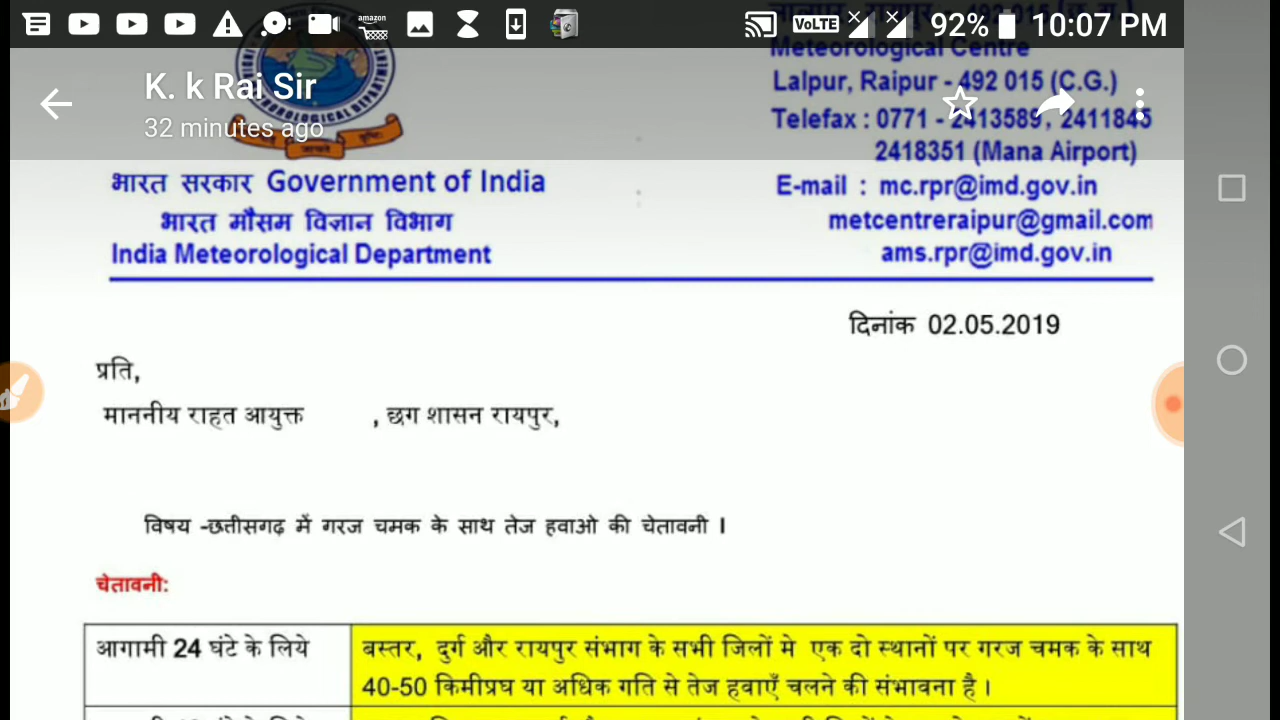 amazon
VoLTE
92%
10:07 PM
K. k Rai Sir
32 minutes ago
Meteorological Centre
Lalpur, Raipur - 492 015 (C.G.)
Telefax : 0771 - 2413589, 2411845
2418351 (Mana Airport)
E-mail : mc.rpr@imd.gov.in
metcentreraipur@gmail.com
ams.rpr@imd.gov.in
भारत सरकार Government of India
भारत मौसम विज्ञान विभाग
India Meteorological Department
दिनांक 02.05.2019
प्रति,
माननीय राहत आयुक्त , छग शासन रायपुर,
विषय -छत्तीसगढ़ में गरज चमक के साथ तेज हवाओ की चेतावनी ।
चेतावनी:
आगामी 24 घंटे के लिये
बस्तर, दुर्ग और रायपुर संभाग के सभी जिलों मे एक दो स्थानों पर गरज चमक के साथ
40-50 किमीप्रघ या अधिक गति से तेज हवाएँ चलने की संभावना है ।